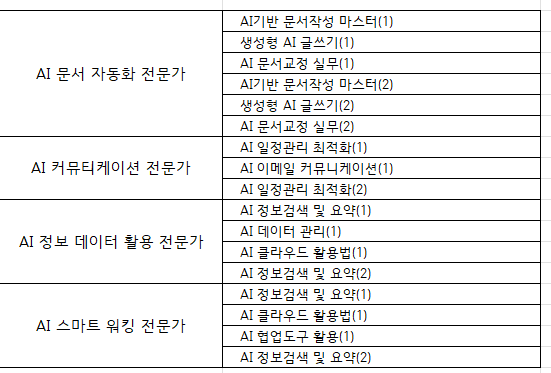 AI 문서 자동화 전문가
AI기반 문서작성 마스터(1)
생성형 AI 글쓰기(1)
AI 문서교정 실무(1)
AI기반 문서작성 마스터(2)
생성형 AI 글쓰기(2)
AI 문서교정 실무(2)
AI 커뮤티케이션 전문가
AI 일정관리 최적화(1)
AI 이메일 커뮤니케이션(1)
AI 일정관리 최적화(2)
AI 정보 데이터 활용 전문가
AI 정보검색 및 요약(1)
AI 데이터 관리(1)
AI 클라우드 활용법(1)
AI 정보검색 및 요약(2)
AI 스마트 워킹 전문가
AI 정보검색 및 요약(1)
AI 클라우드 활용법(1)
AI 협업도구 활용(1)
AI 정보검색 및 요약(2)